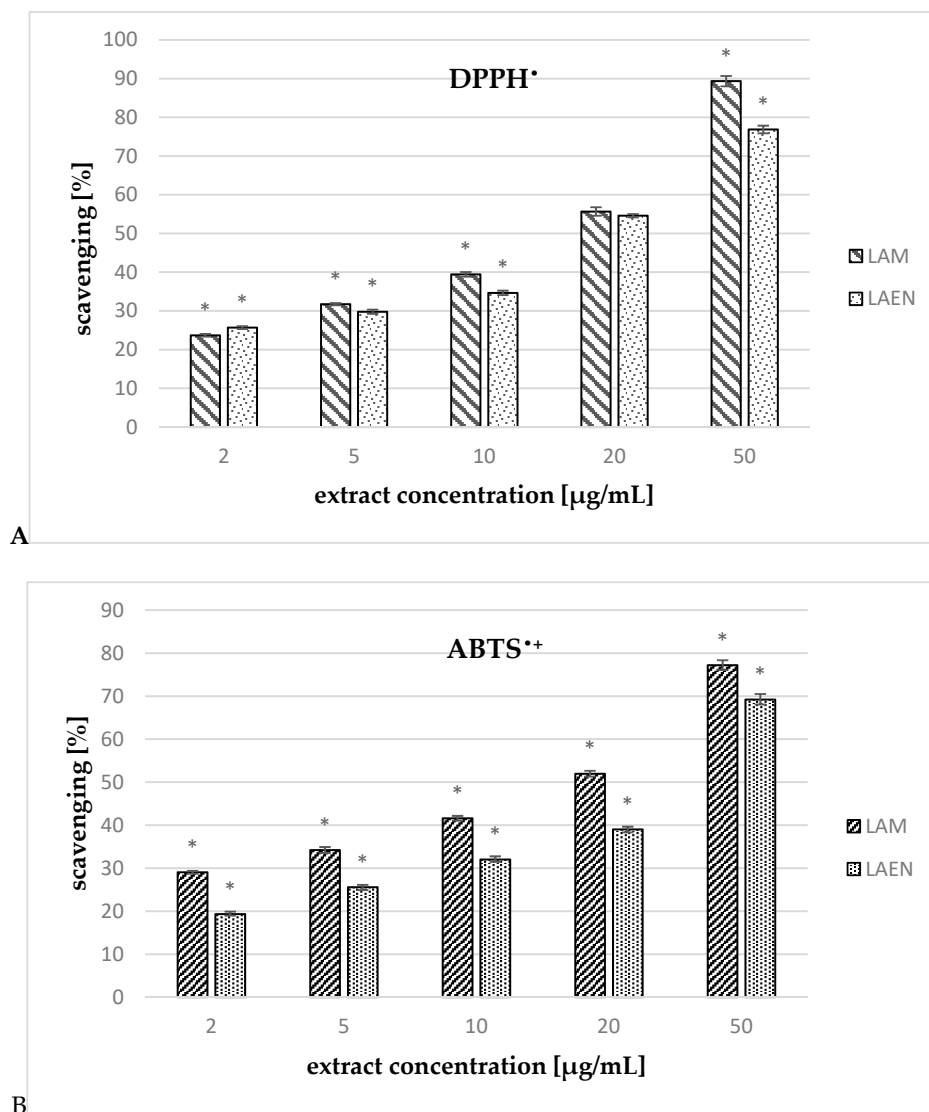 100
90
80
70
60
50
40
30
20
10
0
scavenging [%]
DPPH•
* * * * * * * *
2 5 10 20 50
extract concentration [µg/mL]
LAM
LAEN
A
90
80
70
60
50
40
30
20
10
0
scavenging [%]
ABTS•+
* * * * * * * * * *
2 5 10 20 50
extract concentration [µg/mL]
LAM
LAEN
B